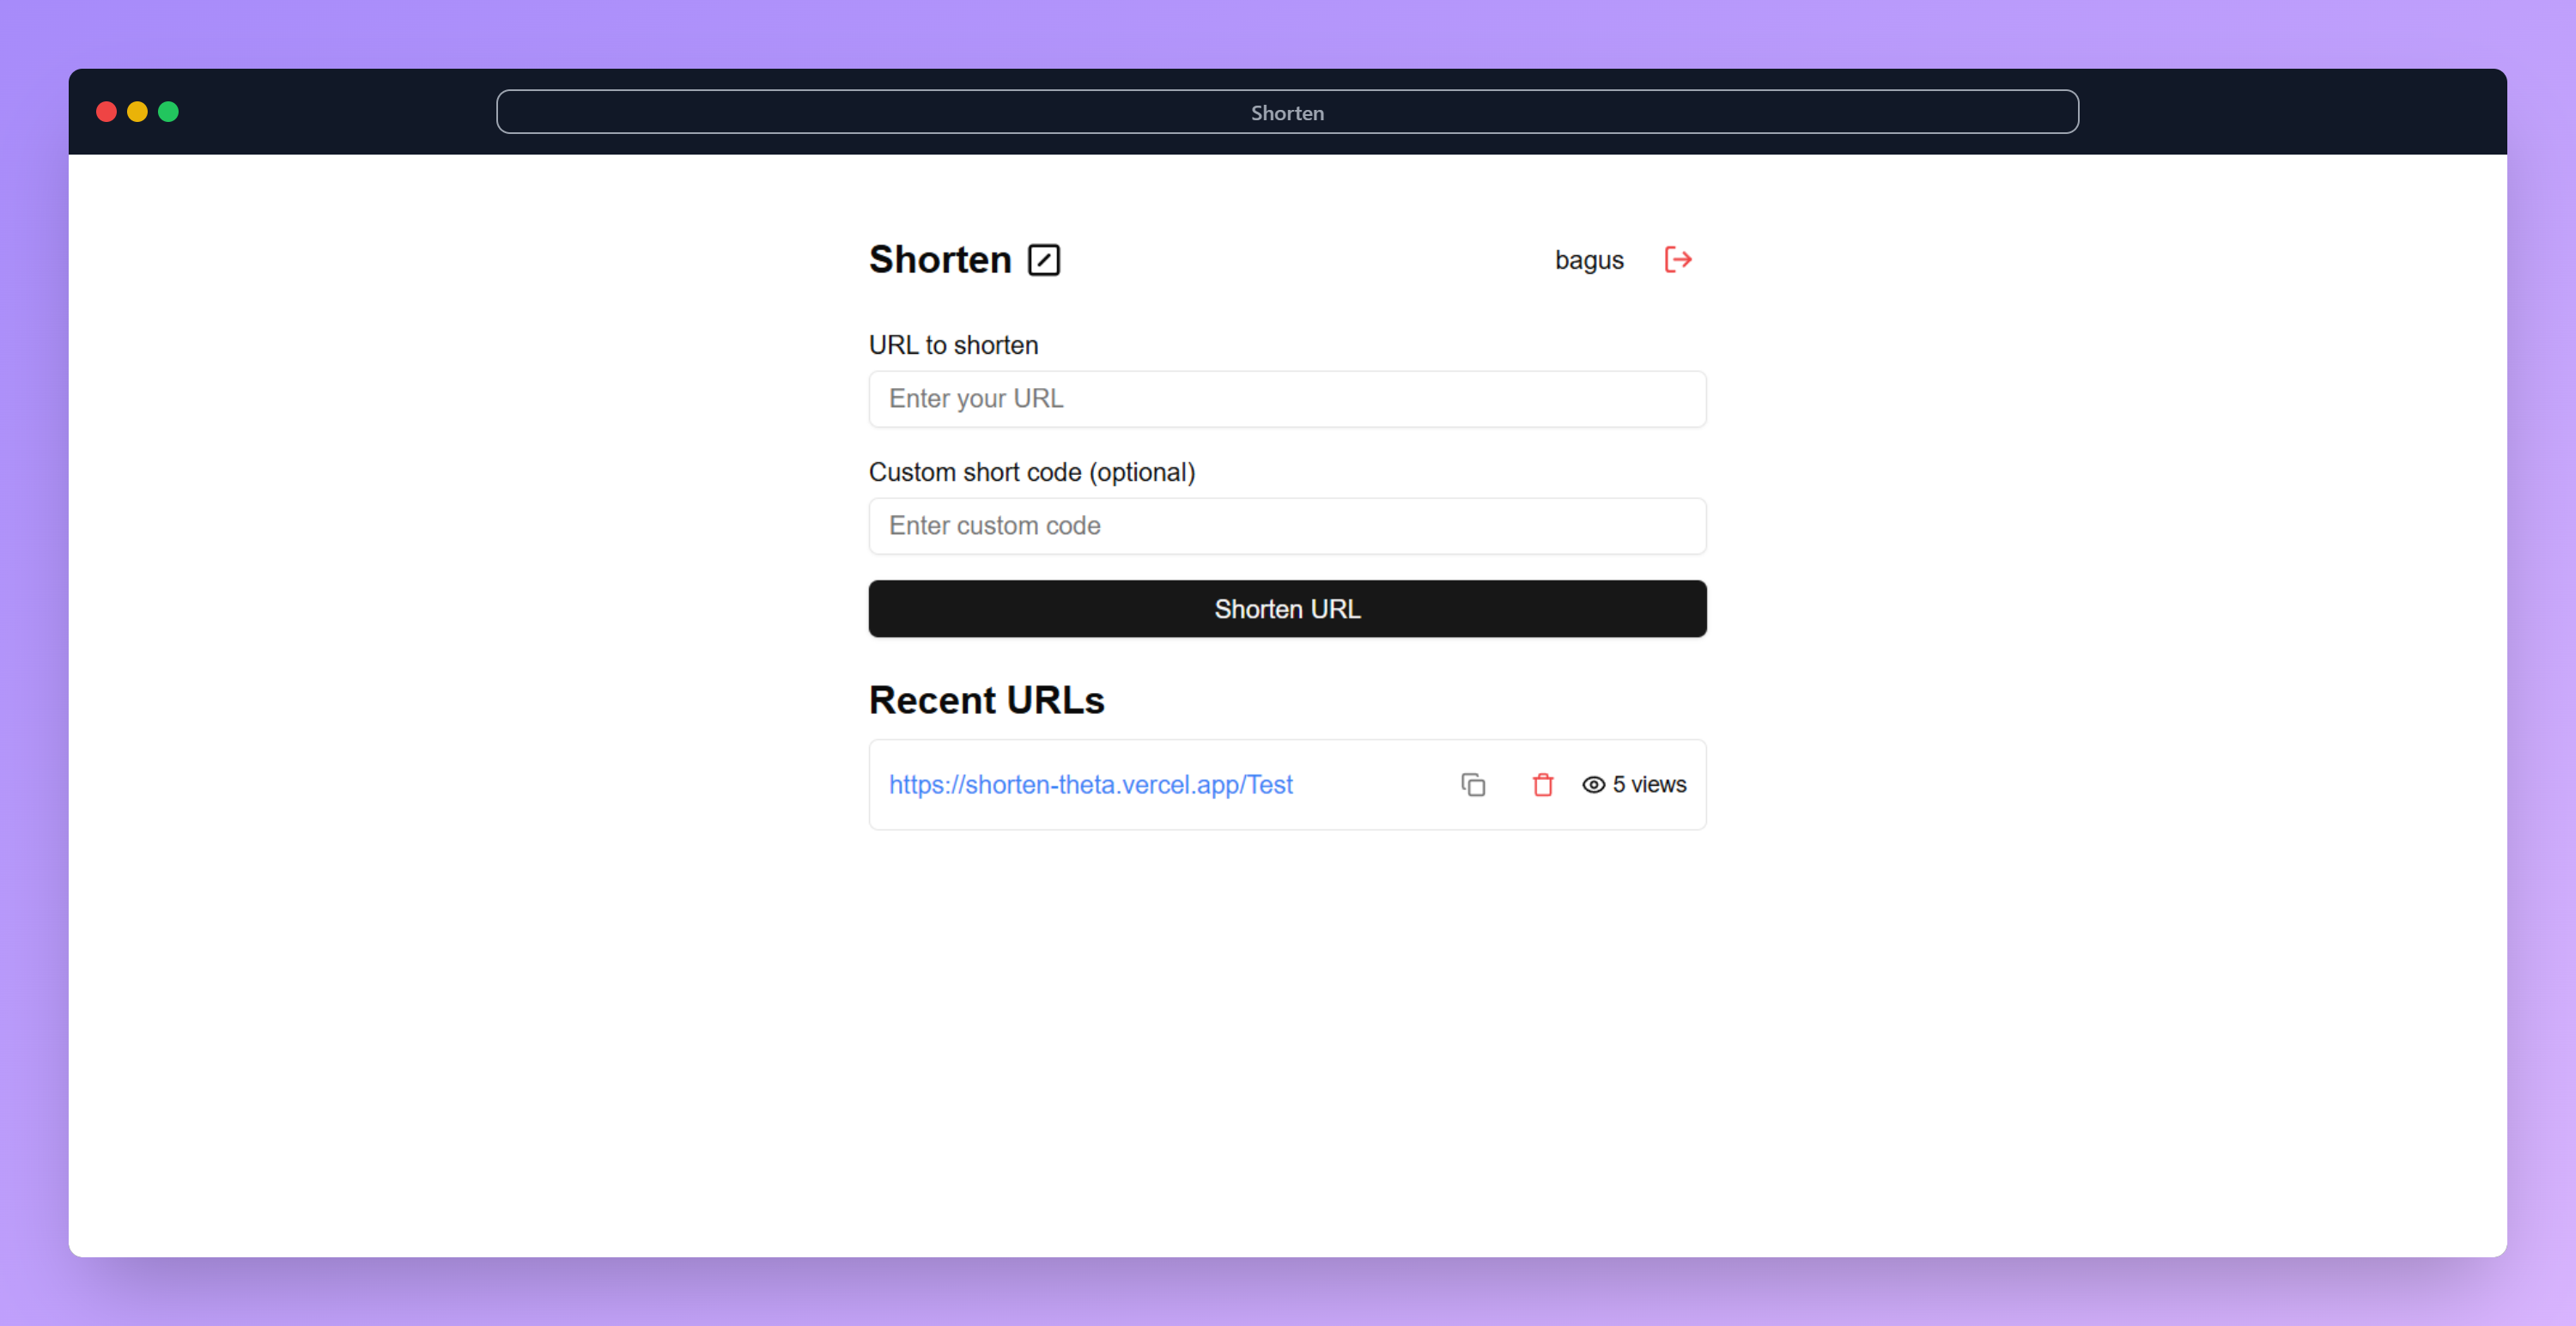 Shorten
Shorten bagus
URL to shorten
Enter your URL
Custom short code (optional)
Enter custom code
Shorten URL
Recent URLs
https://shorten-theta.vercel.app/Test 5 views